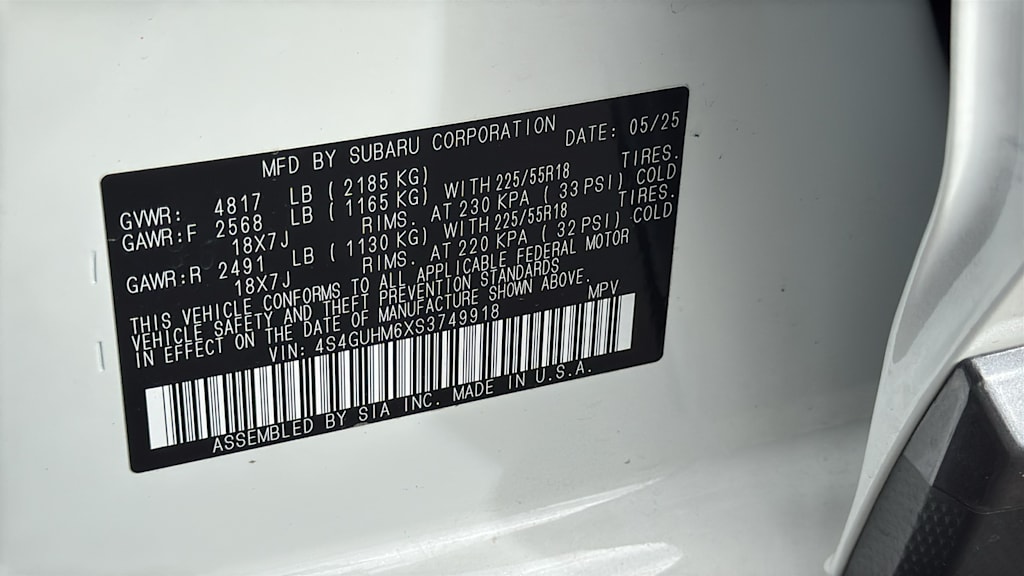 MFD BY SUBARU CORPORATION DATE: 05/25
GVWR: 4817 LB ( 2185 KG)
GAWR:F 2568 LB ( 1165 KG) WITH 225/55R18 TIRES.
18X7J RIMS. AT 230 KPA ( 33 PSI) COLD
GAWR:R 2491 LB ( 1130 KG) WITH 225/55R18 TIRES.
18X7J RIMS. AT 220 KPA ( 32 PSI) COLD
THIS VEHICLE CONFORMS TO ALL APPLICABLE FEDERAL MOTOR
VEHICLE SAFETY AND THEFT PREVENTION STANDARDS
IN EFFECT ON THE DATE OF MANUFACTURE SHOWN ABOVE.
VIN: 4S4GUHM6XS3749918 MPV
ASSEMBLED BY SIA INC. MADE IN U.S.A.